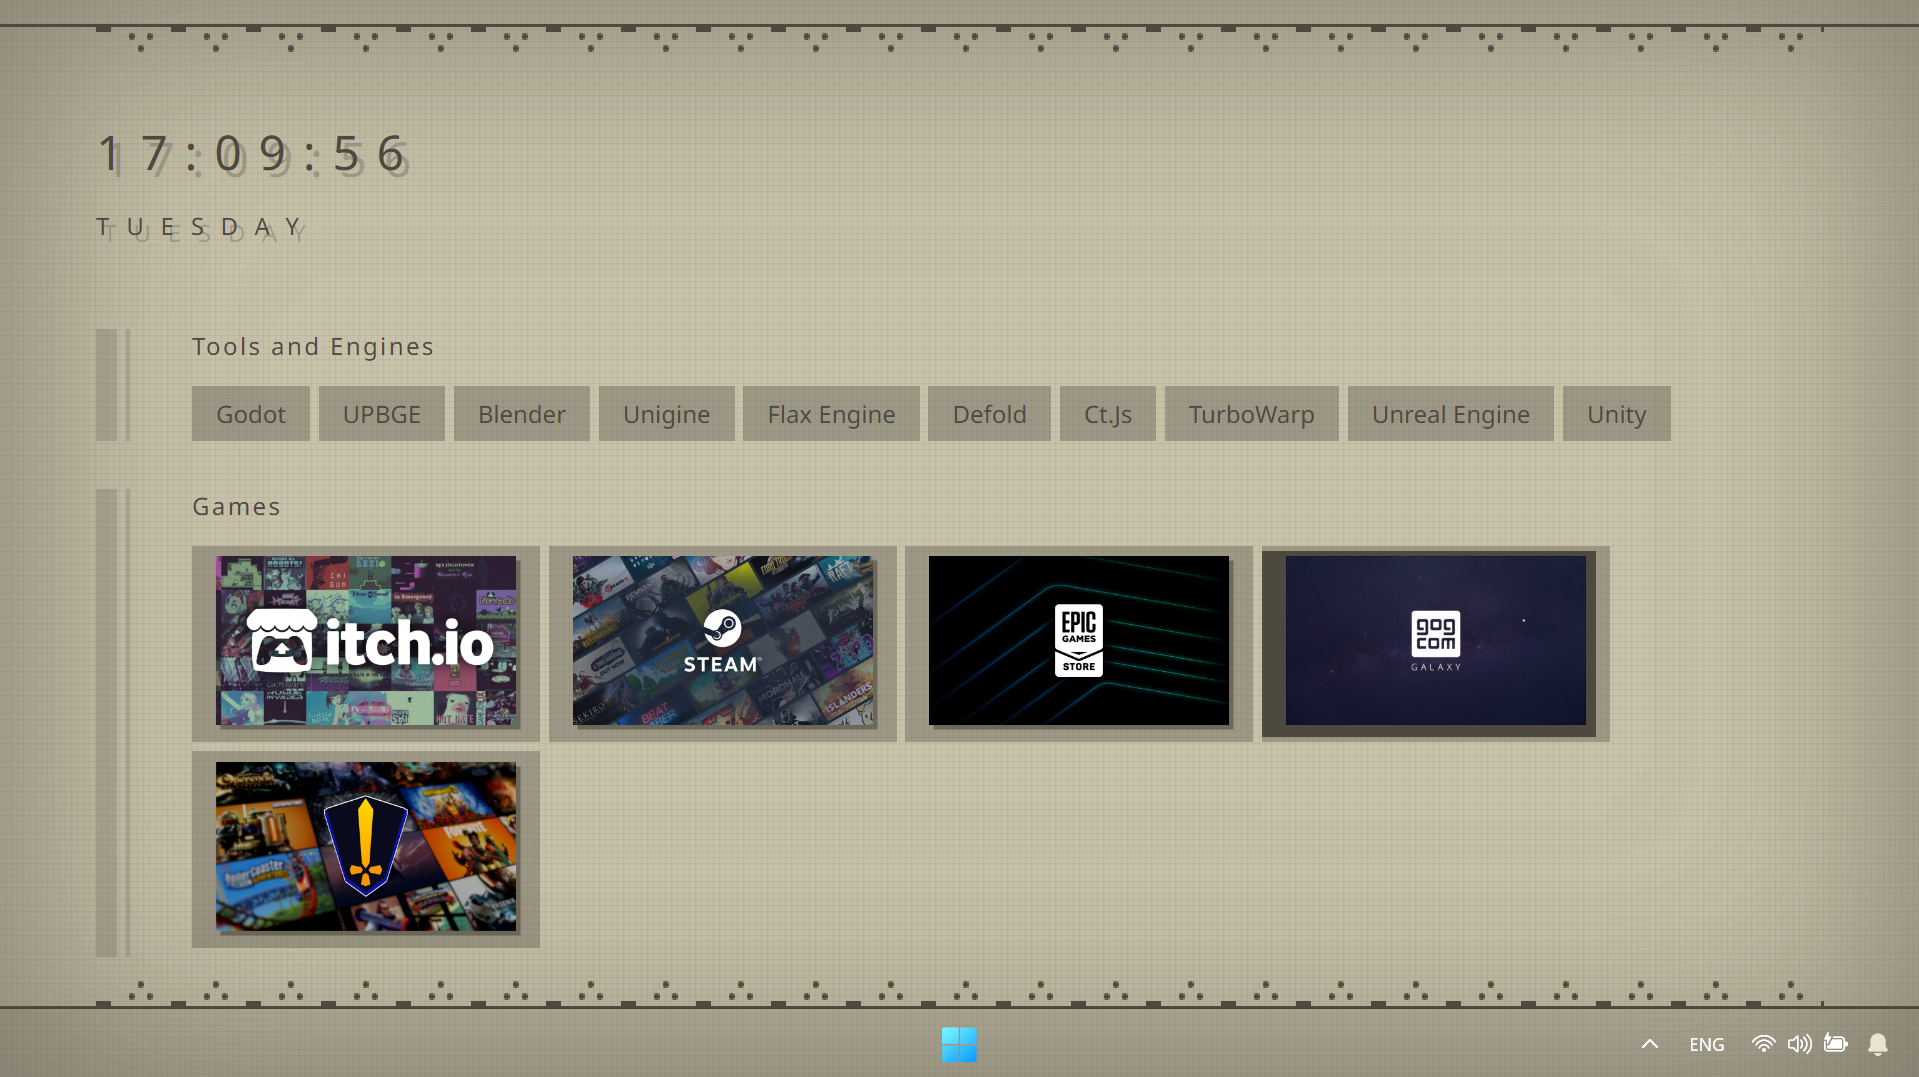 17:09:56
TUESDAY
Tools and Engines
Godot UPBGE Blender Unigine Flax Engine Defold Ct.Js TurboWarp Unreal Engine Unity
Games
itch.io
STEAM
EPIC
GAMES
STORE
gog
com
GALAXY
ENG